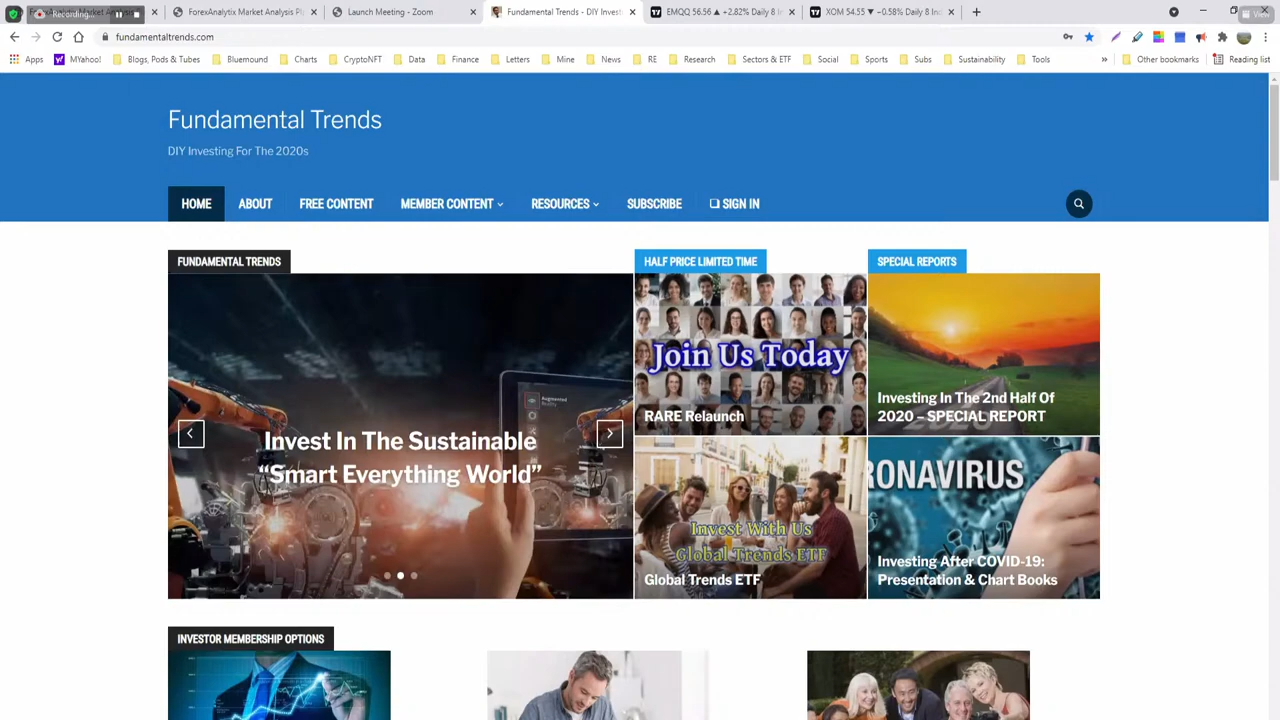 Recording...
ForexAnalytix Market Analysis Pl
Launch Meeting - Zoom
Fundamental Trends - DIY Invest
EMQQ 56.56 ▲ +2.82% Daily 8 In
XOM 54.55 ▼ −0.58% Daily 8 Ind
View
fundamentaltrends.com
Apps
MYahoo!
Blogs, Pods & Tubes
Bluemound
Charts
CryptoNFT
Data
Finance
Letters
Mine
News
RE
Research
Sectors & ETF
Social
Sports
Subs
Sustainability
Tools
»
Other bookmarks
Reading list
Fundamental Trends
DIY Investing For The 2020s
HOME
ABOUT
FREE CONTENT
MEMBER CONTENT
RESOURCES
SUBSCRIBE
SIGN IN
FUNDAMENTAL TRENDS
Invest In The Sustainable
“Smart Everything World”
Augmented
Reality
HALF PRICE LIMITED TIME
Join Us Today
RARE Relaunch
Invest With Us
Global Trends ETF
Global Trends ETF
SPECIAL REPORTS
Investing In The 2nd Half Of
2020 – SPECIAL REPORT
RONAVIRUS
Investing After COVID-19:
Presentation & Chart Books
INVESTOR MEMBERSHIP OPTIONS